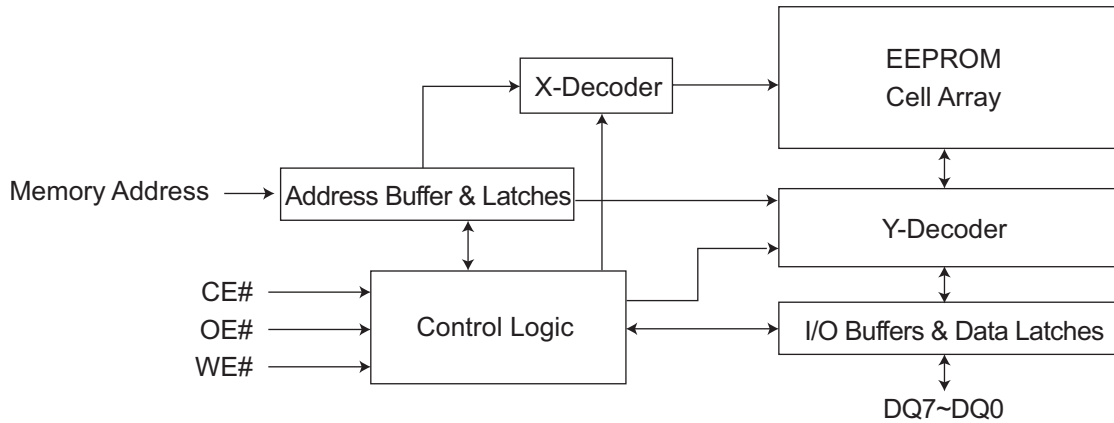 EEPROM
Cell Array
X-Decoder
Memory Address
Address Buffer & Latches
Y-Decoder
CE#
OE#
WE#
Control Logic
I/O Buffers & Data Latches
DQ7~DQ0